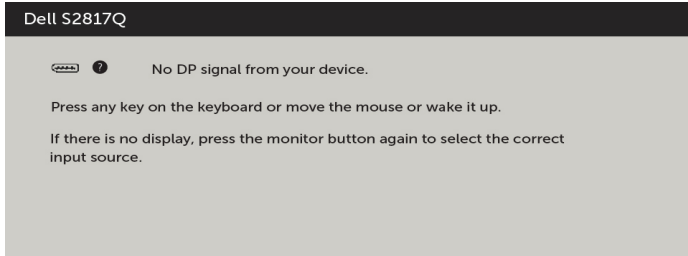 Dell S2817Q
? No DP signal from your device.
Press any key on the keyboard or move the mouse or wake it up.
If there is no display, press the monitor button again to select the correct
input source.